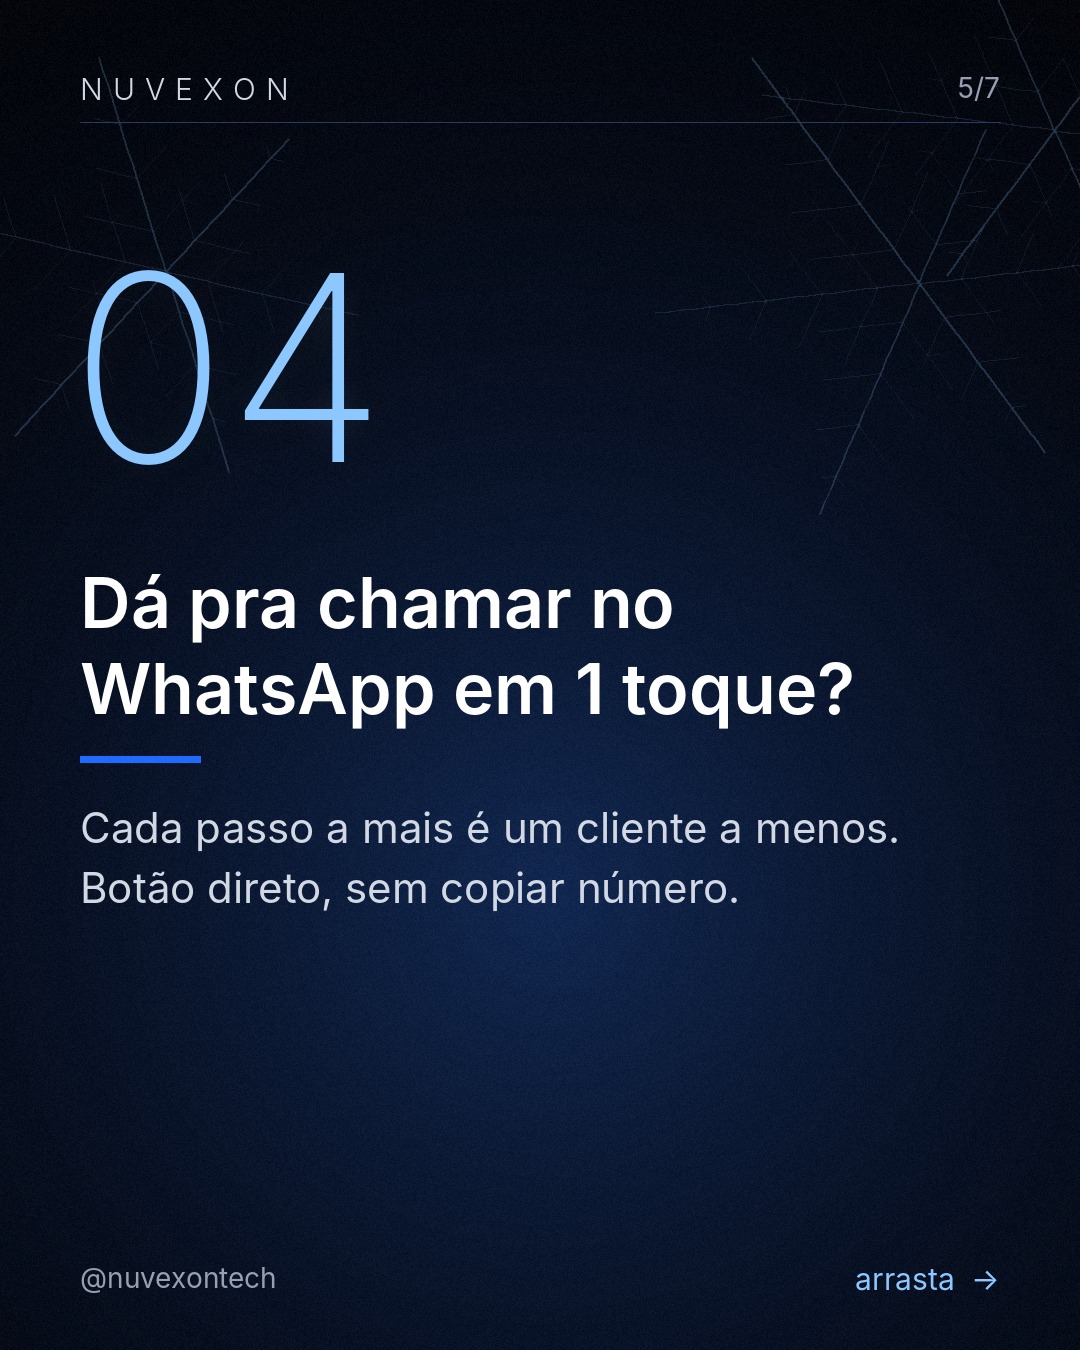 NUVEXON
5/7
04
Dá pra chamar no
WhatsApp em 1 toque?
Cada passo a mais é um cliente a menos.
Botão direto, sem copiar número.
@nuvexontech
arrasta →